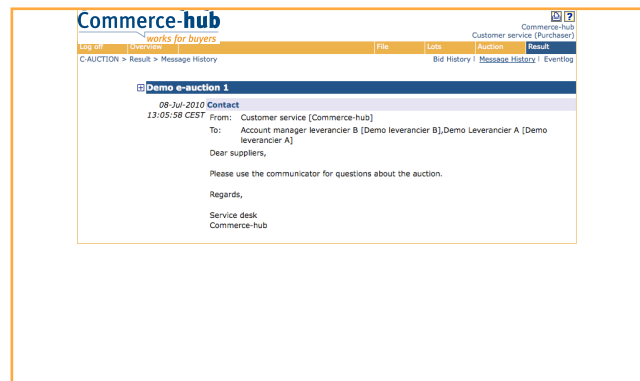 Commerce-hub
works for buyers
?
Commerce-hub
Customer service (Purchaser)
Log off Overview File Lots Auction Result
C-AUCTION > Result > Message History Bid History | Message History | Eventlog
Demo e-auction 1
08-Jul-2010 Contact
13:05:58 CEST From: Customer service [Commerce-hub]
To: Account manager leverancier B [Demo leverancier B],Demo Leverancier A [Demo
leverancier A]
Dear suppliers,
Please use the communicator for questions about the auction.
Regards,
Service desk
Commerce-hub